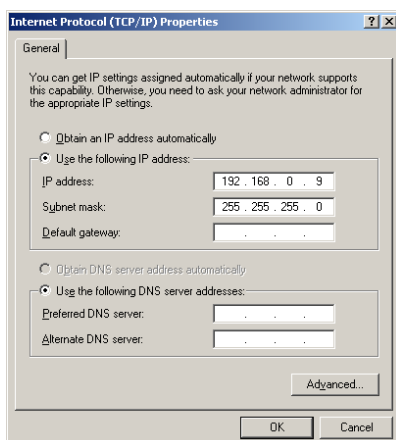 Internet Protocol (TCP/IP) Properties
General
You can get IP settings assigned automatically if your network supports
this capability. Otherwise, you need to ask your network administrator for
the appropriate IP settings.
Obtain an IP address automatically
Use the following IP address:
IP address: 192 . 168 . 0 . 9
Subnet mask: 255 . 255 . 255 . 0
Default gateway: . . .
Obtain DNS server address automatically
Use the following DNS server addresses:
Preferred DNS server: . . .
Alternate DNS server: . . .
Advanced...
OK Cancel